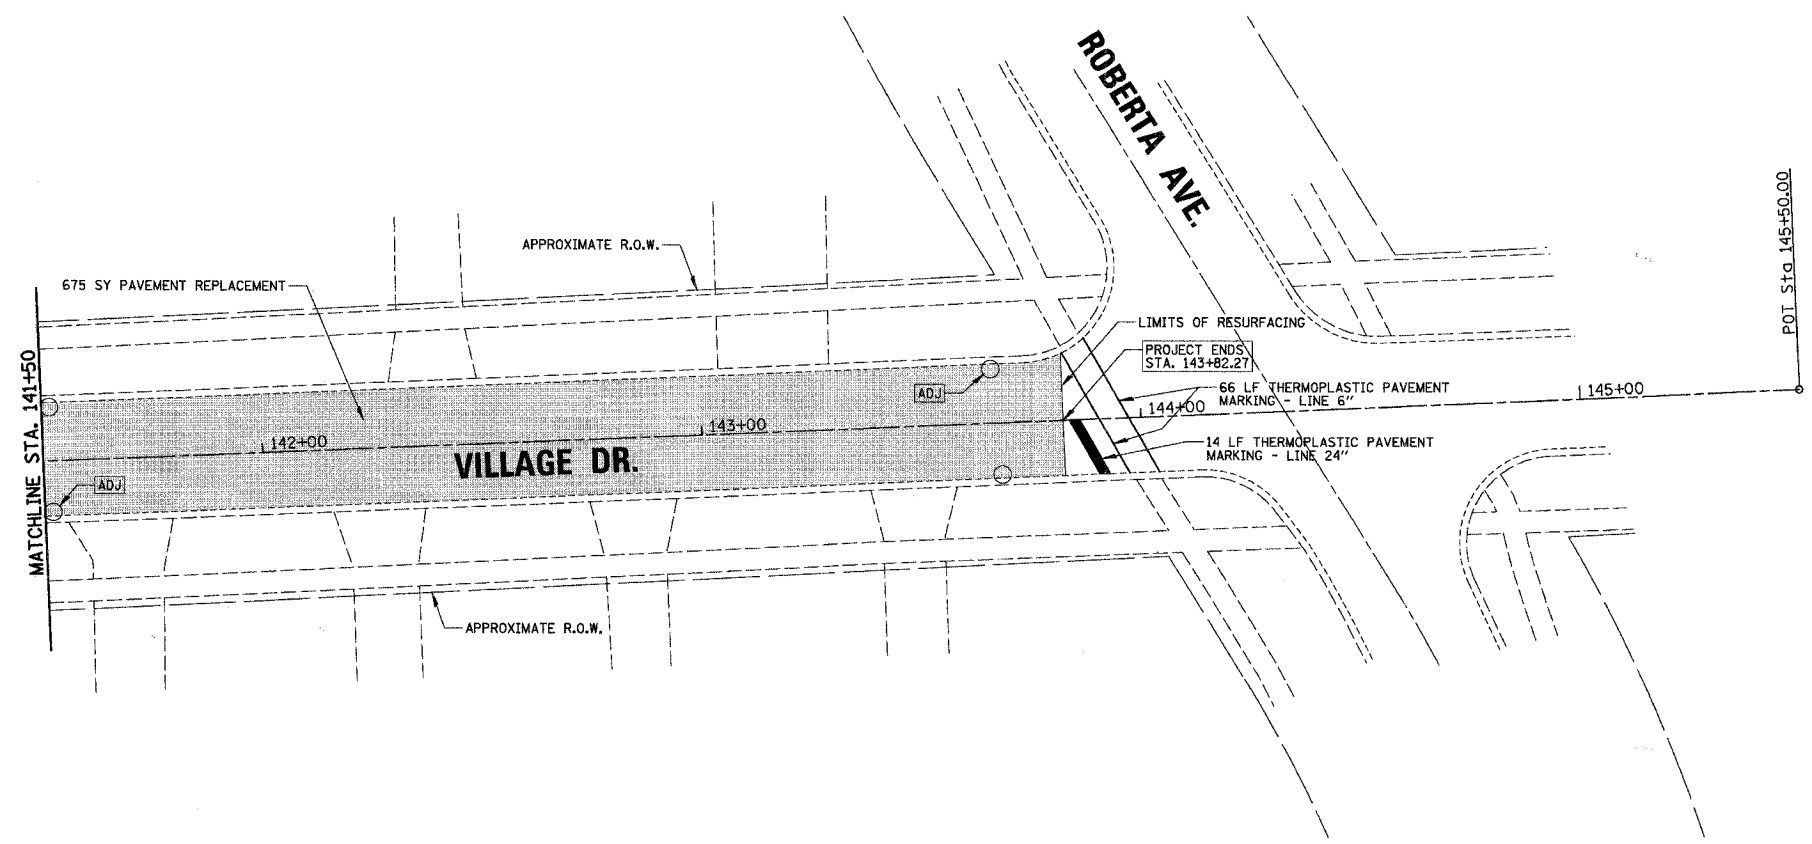 ROBERTA AVE.
POT Sta 145+50.00
APPROXIMATE R.O.W.
675 SY PAVEMENT REPLACEMENT
LIMITS OF RESURFACING
PROJECT ENDS
STA. 143+82.27
MATCHLINE STA. 141+50
ADJ
66 LF THERMOPLASTIC PAVEMENT
MARKING - LINE 6"
142+00
143+00
144+00
145+00
14 LF THERMOPLASTIC PAVEMENT
MARKING - LINE 24"
VILLAGE DR.
ADJ
APPROXIMATE R.O.W.